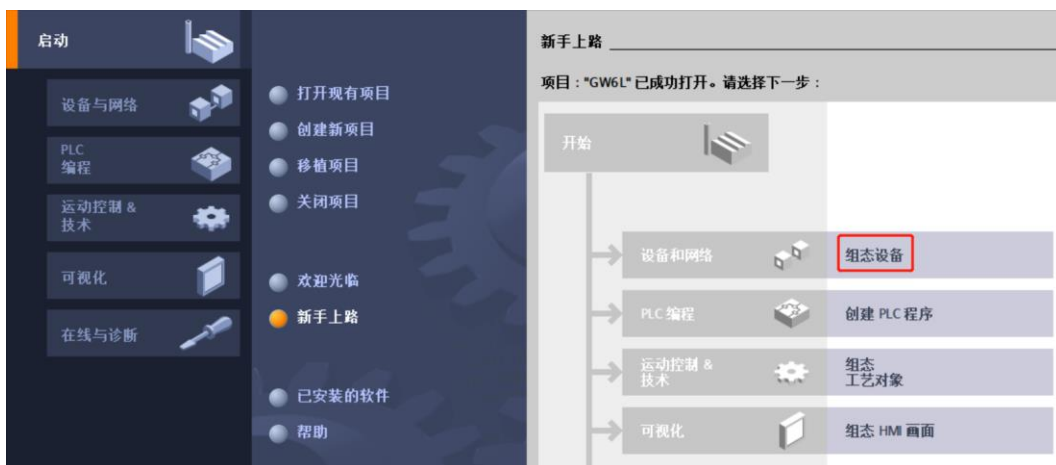 启动
设备与网络
PLC
编程
运动控制 &
技术
可视化
在线与诊断
打开现有项目
创建新项目
移植项目
关闭项目
欢迎光临
新手上路
已安装的软件
帮助
新手上路
项目："GW6L" 已成功打开。请选择下一步：
开始
设备和网络
组态设备
PLC 编程
创建 PLC 程序
运动控制 &
技术
组态
工艺对象
可视化
组态 HMI 画面